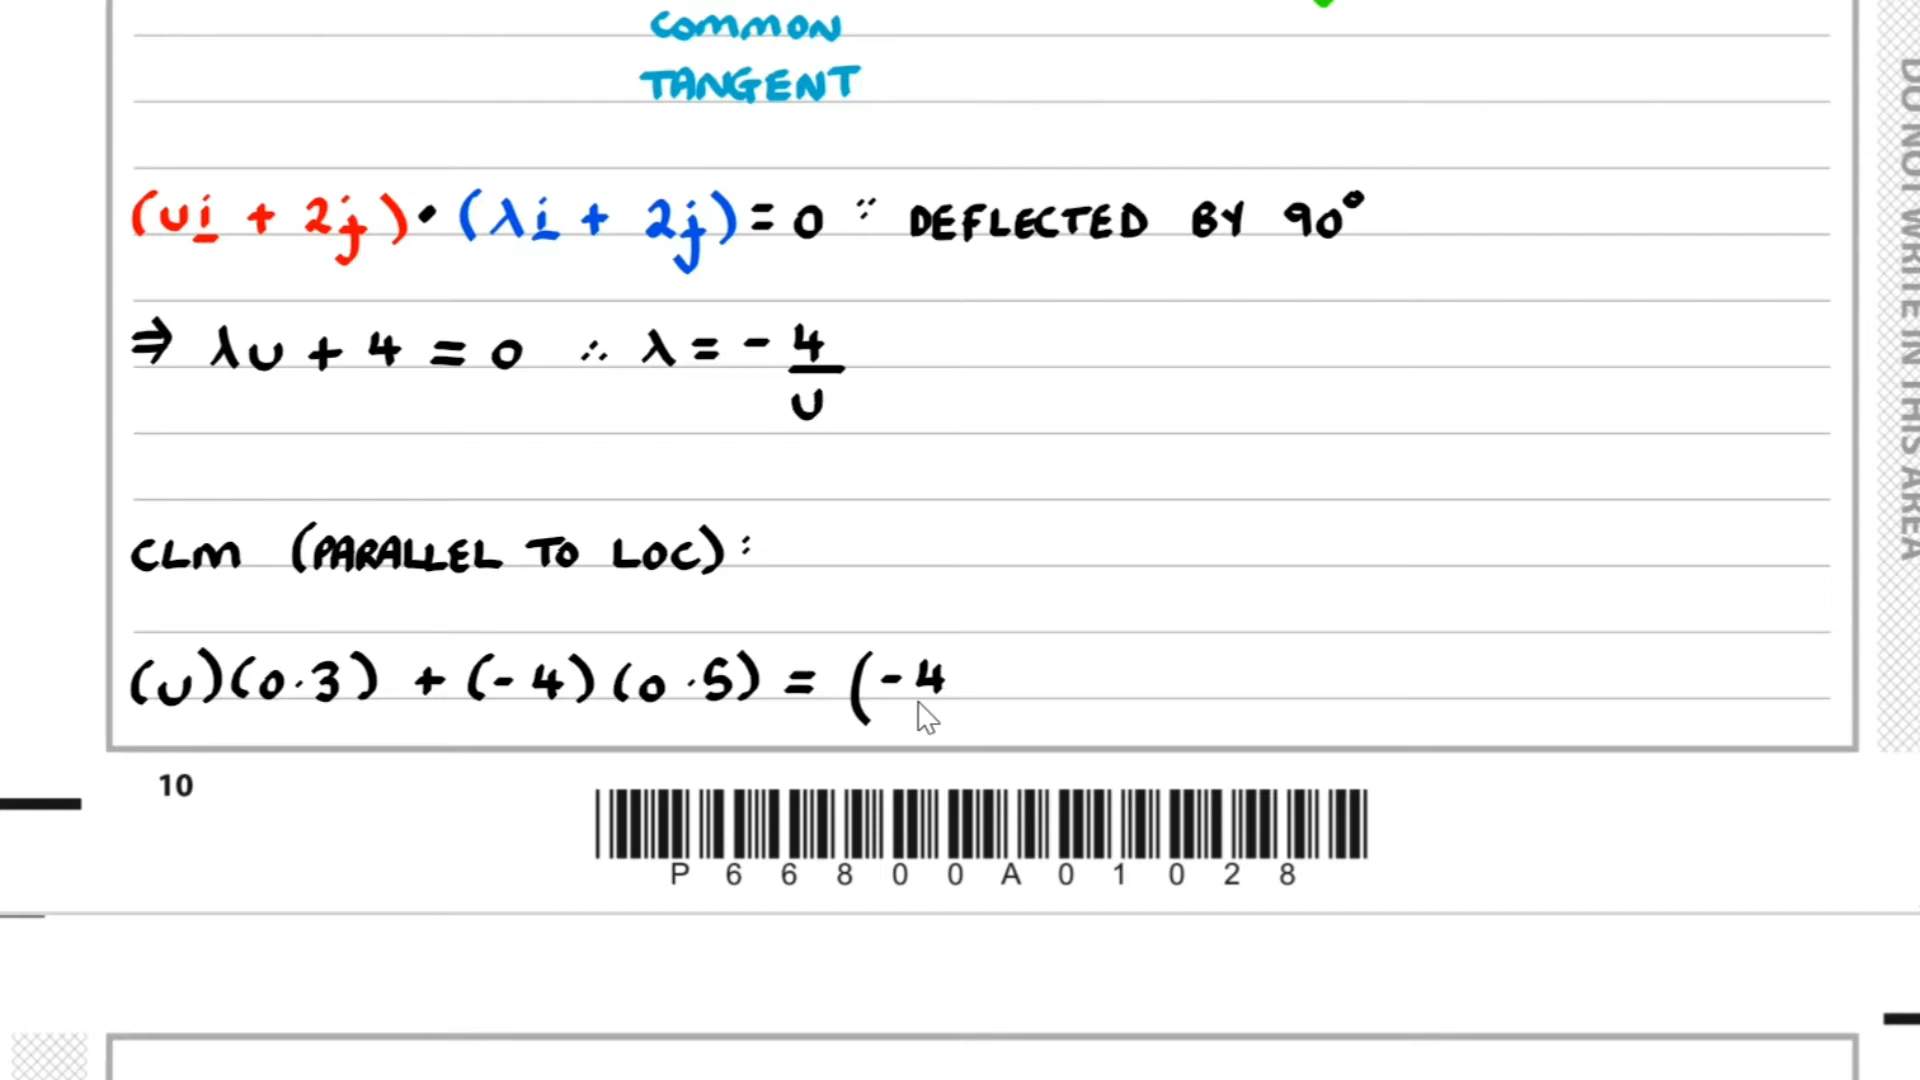 COMMON
TANGENT
(ui + 2j)·(λi + 2j) = 0 ∵ DEFLECTED BY 90°
⇒ λu + 4 = 0 ∴ λ = - 4/u
CLM (PARALLEL TO LOC):
(u)(0.3) + (-4)(0.5) = (-4
10
P66800A01028
DO NOT WRITE IN THIS AREA